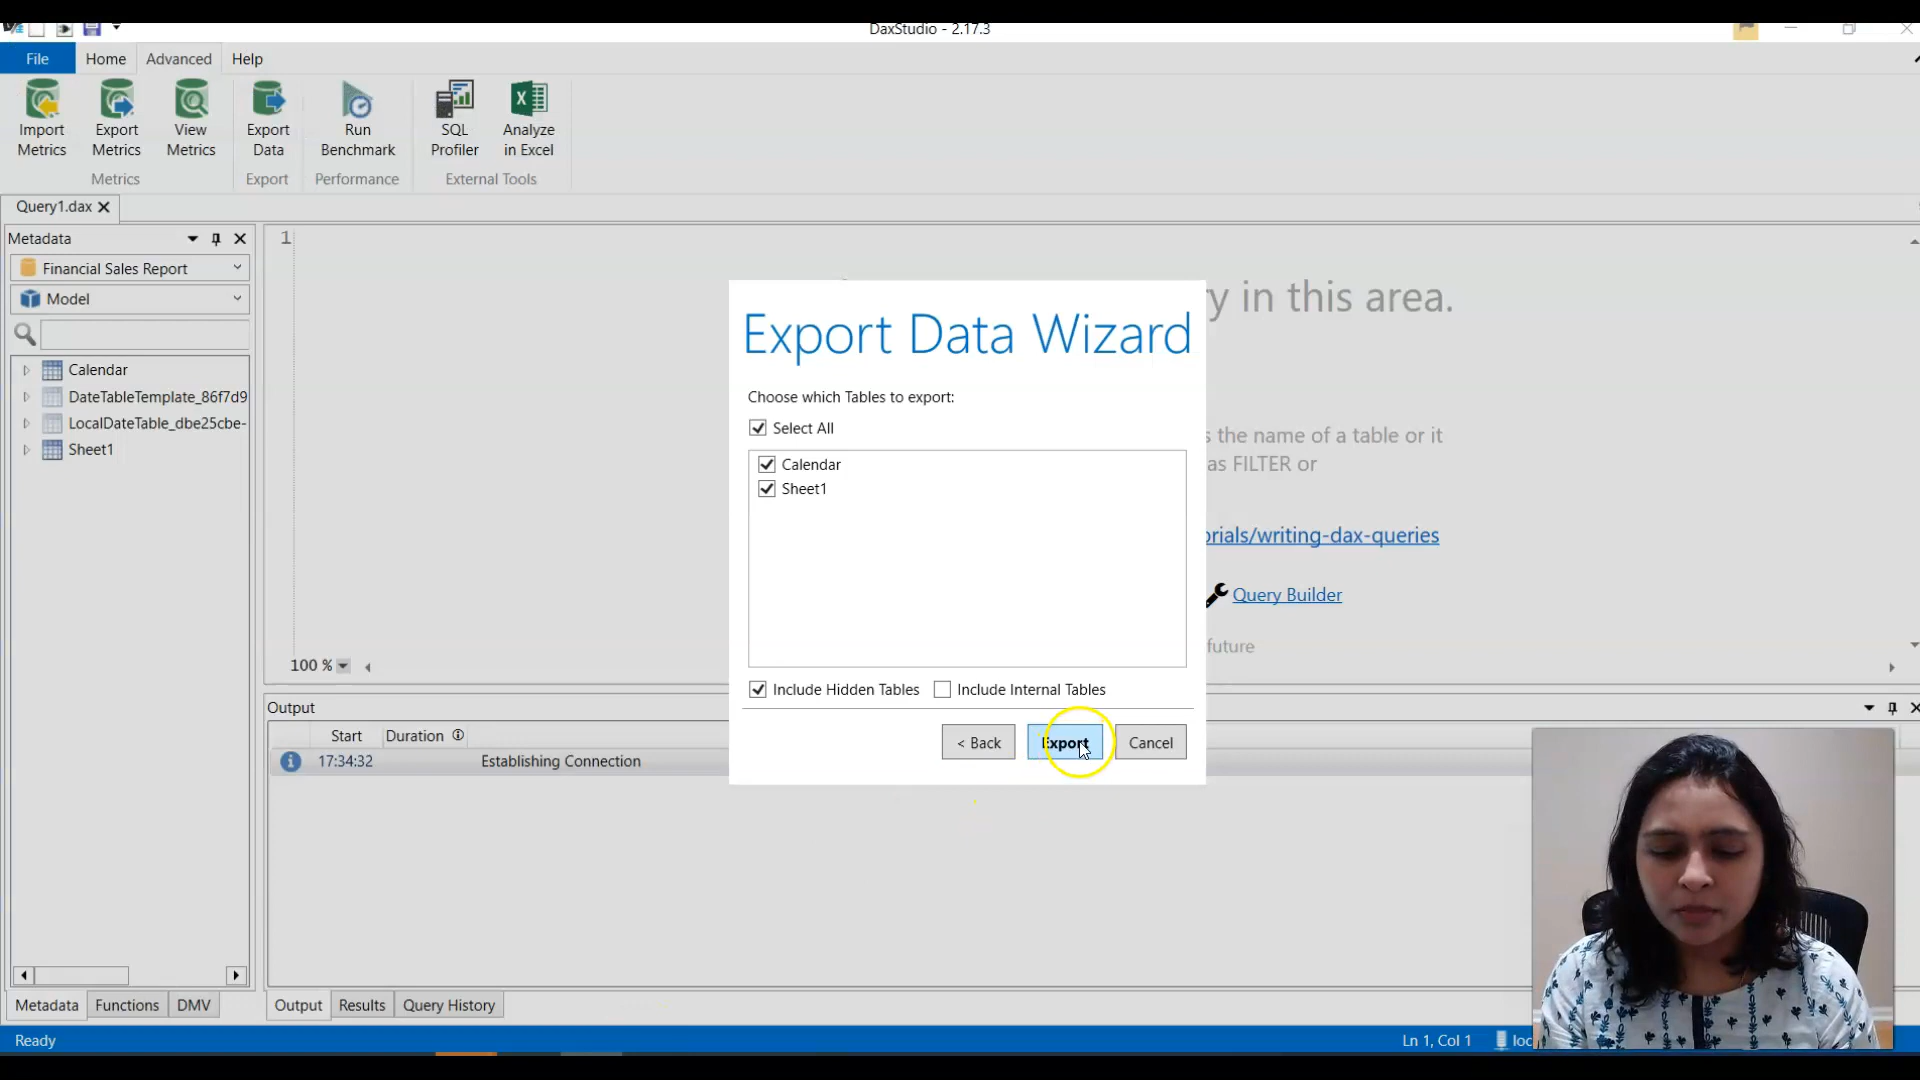 DaxStudio - 2.17.3
File Home Advanced Help
Import Metrics
Export Metrics
View Metrics
Export Data
Run Benchmark
SQL Profiler
Analyze in Excel
Metrics Export Performance External Tools
Query1.dax
Metadata
1
Financial Sales Report
Model
Calendar
DateTableTemplate_86f7d9
LocalDateTable_dbe25cbe-
Sheet1
y in this area.
s the name of a table or it
as FILTER or
orials/writing-dax-queries
Query Builder
future
Export Data Wizard
Choose which Tables to export:
Select All
Calendar
Sheet1
Include Hidden Tables Include Internal Tables
< Back Export Cancel
100 %
Output
Start Duration
17:34:32 Establishing Connection
Metadata Functions DMV
Output Results Query History
Ready
Ln 1, Col 1
loc